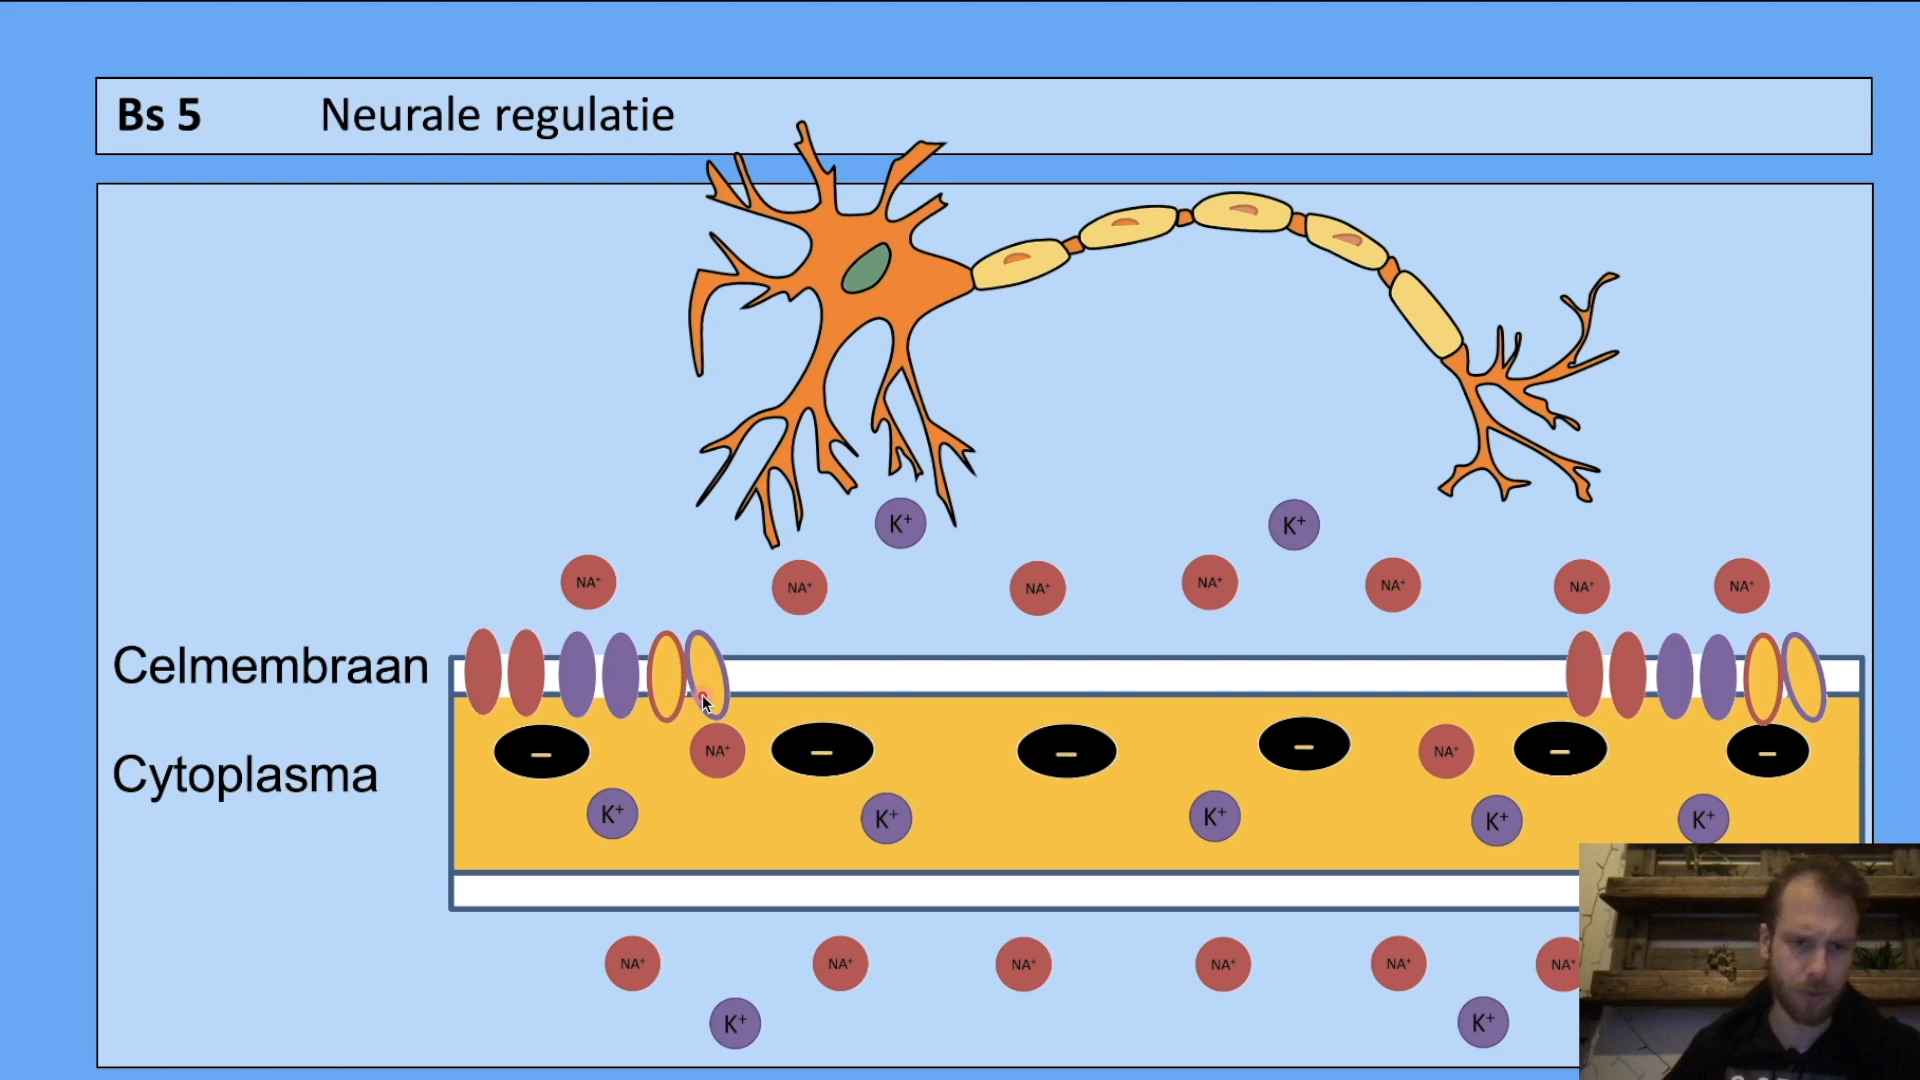 Bs 5 Neurale regulatie
K⁺ K⁺
NA⁺ NA⁺ NA⁺ NA⁺ NA⁺ NA⁺ NA⁺
Celmembraan
– NA⁺ – – – NA⁺ – –
Cytoplasma
K⁺ K⁺ K⁺ K⁺ K⁺
NA⁺ NA⁺ NA⁺ NA⁺ NA⁺ NA⁺
K⁺ K⁺